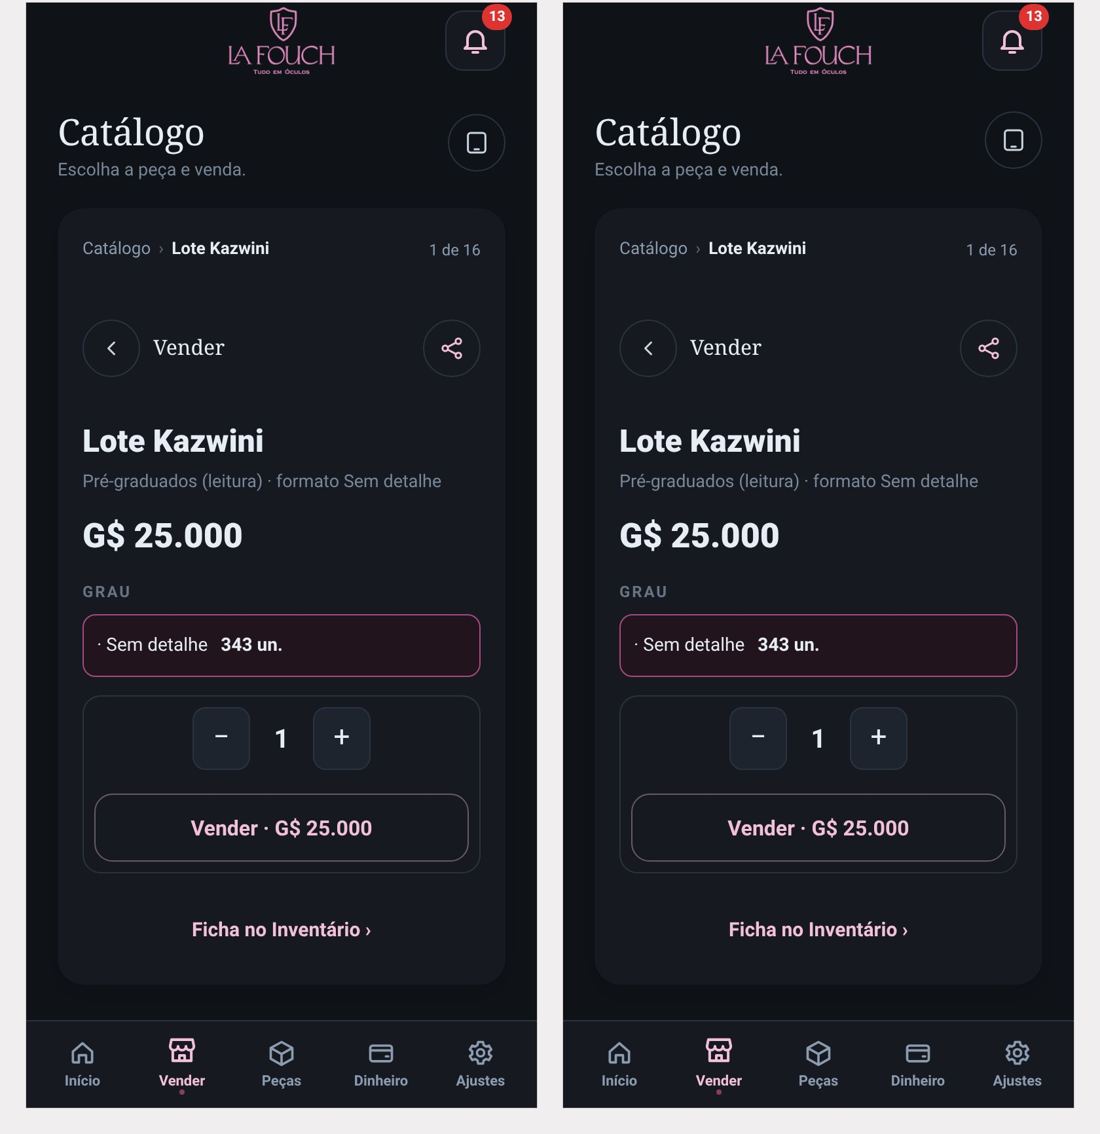 13
LF
LA FOUCH
TUDO EM ÓCULOS
Catálogo
Escolha a peça e venda.
Catálogo › Lote Kazwini
1 de 16
Vender
Lote Kazwini
Pré-graduados (leitura) · formato Sem detalhe
G$ 25.000
GRAU
· Sem detalhe 343 un.
− 1 +
Vender · G$ 25.000
Ficha no Inventário ›
Início
Vender
Peças
Dinheiro
Ajustes
13
LF
LA FOUCH
TUDO EM ÓCULOS
Catálogo
Escolha a peça e venda.
Catálogo › Lote Kazwini
1 de 16
Vender
Lote Kazwini
Pré-graduados (leitura) · formato Sem detalhe
G$ 25.000
GRAU
· Sem detalhe 343 un.
− 1 +
Vender · G$ 25.000
Ficha no Inventário ›
Início
Vender
Peças
Dinheiro
Ajustes